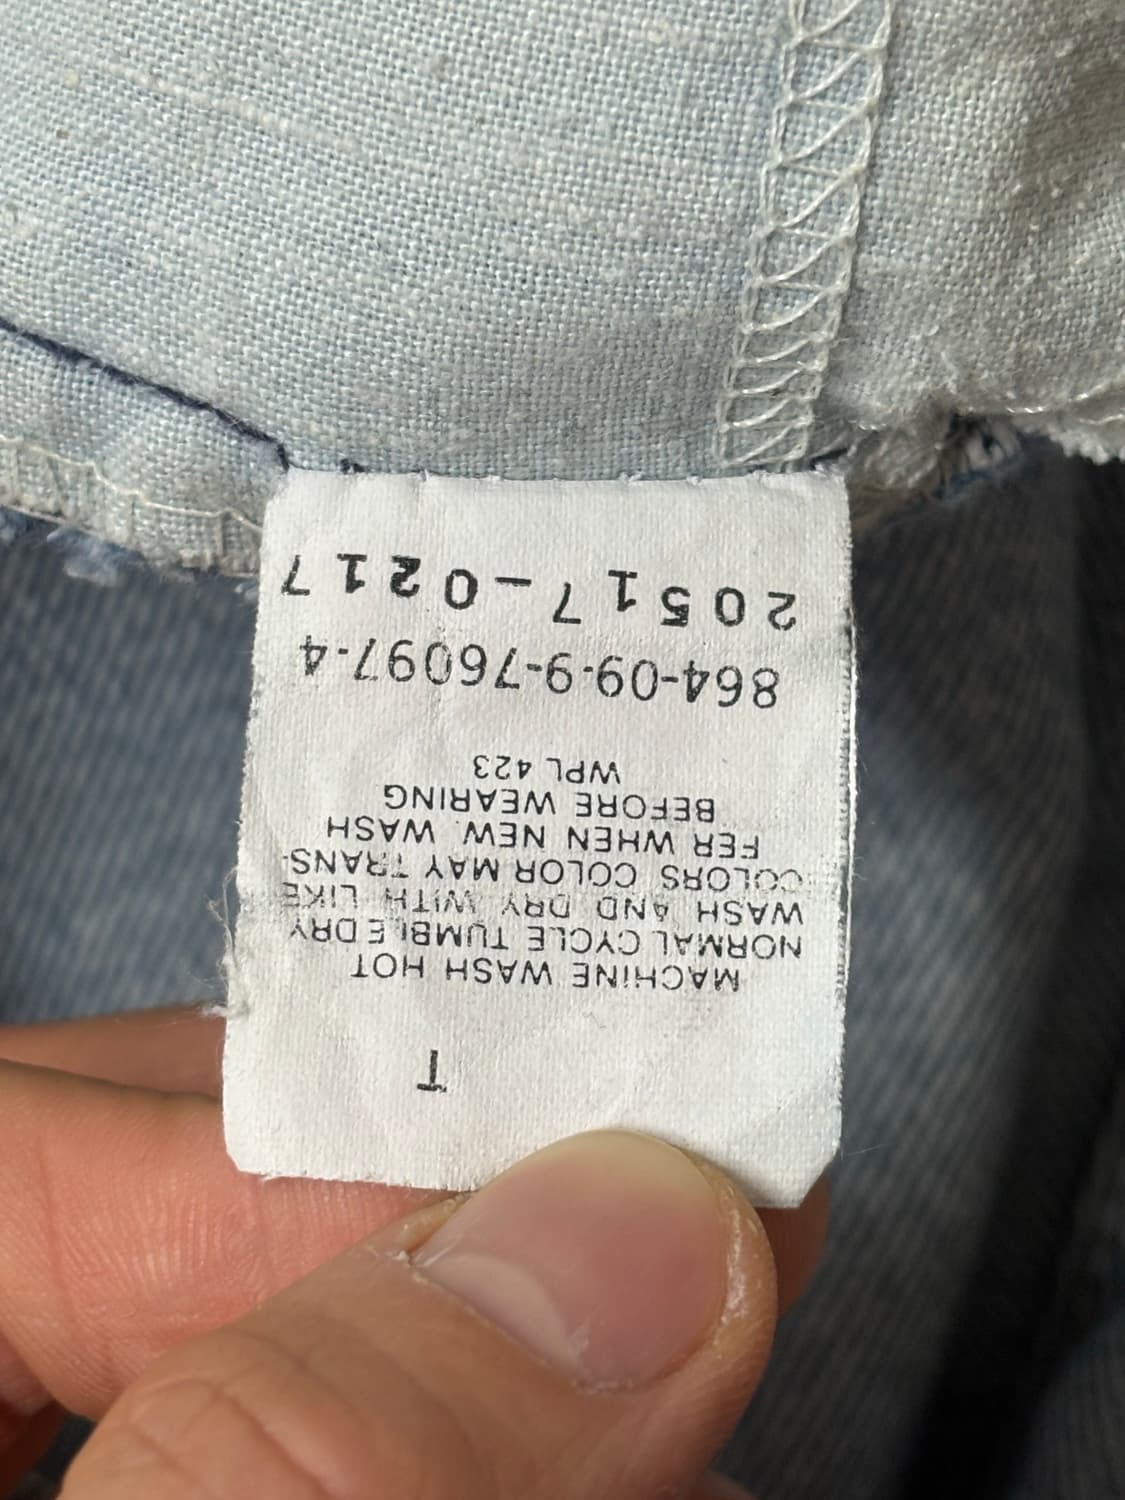 T
MACHINE WASH HOT
NORMAL CYCLE TUMBLE DRY
WASH AND DRY WITH LIKE
COLORS COLOR MAY TRANS-
FER WHEN NEW. WASH
BEFORE WEARING
WPL 423
864-09-9-76097-4
20517-0217